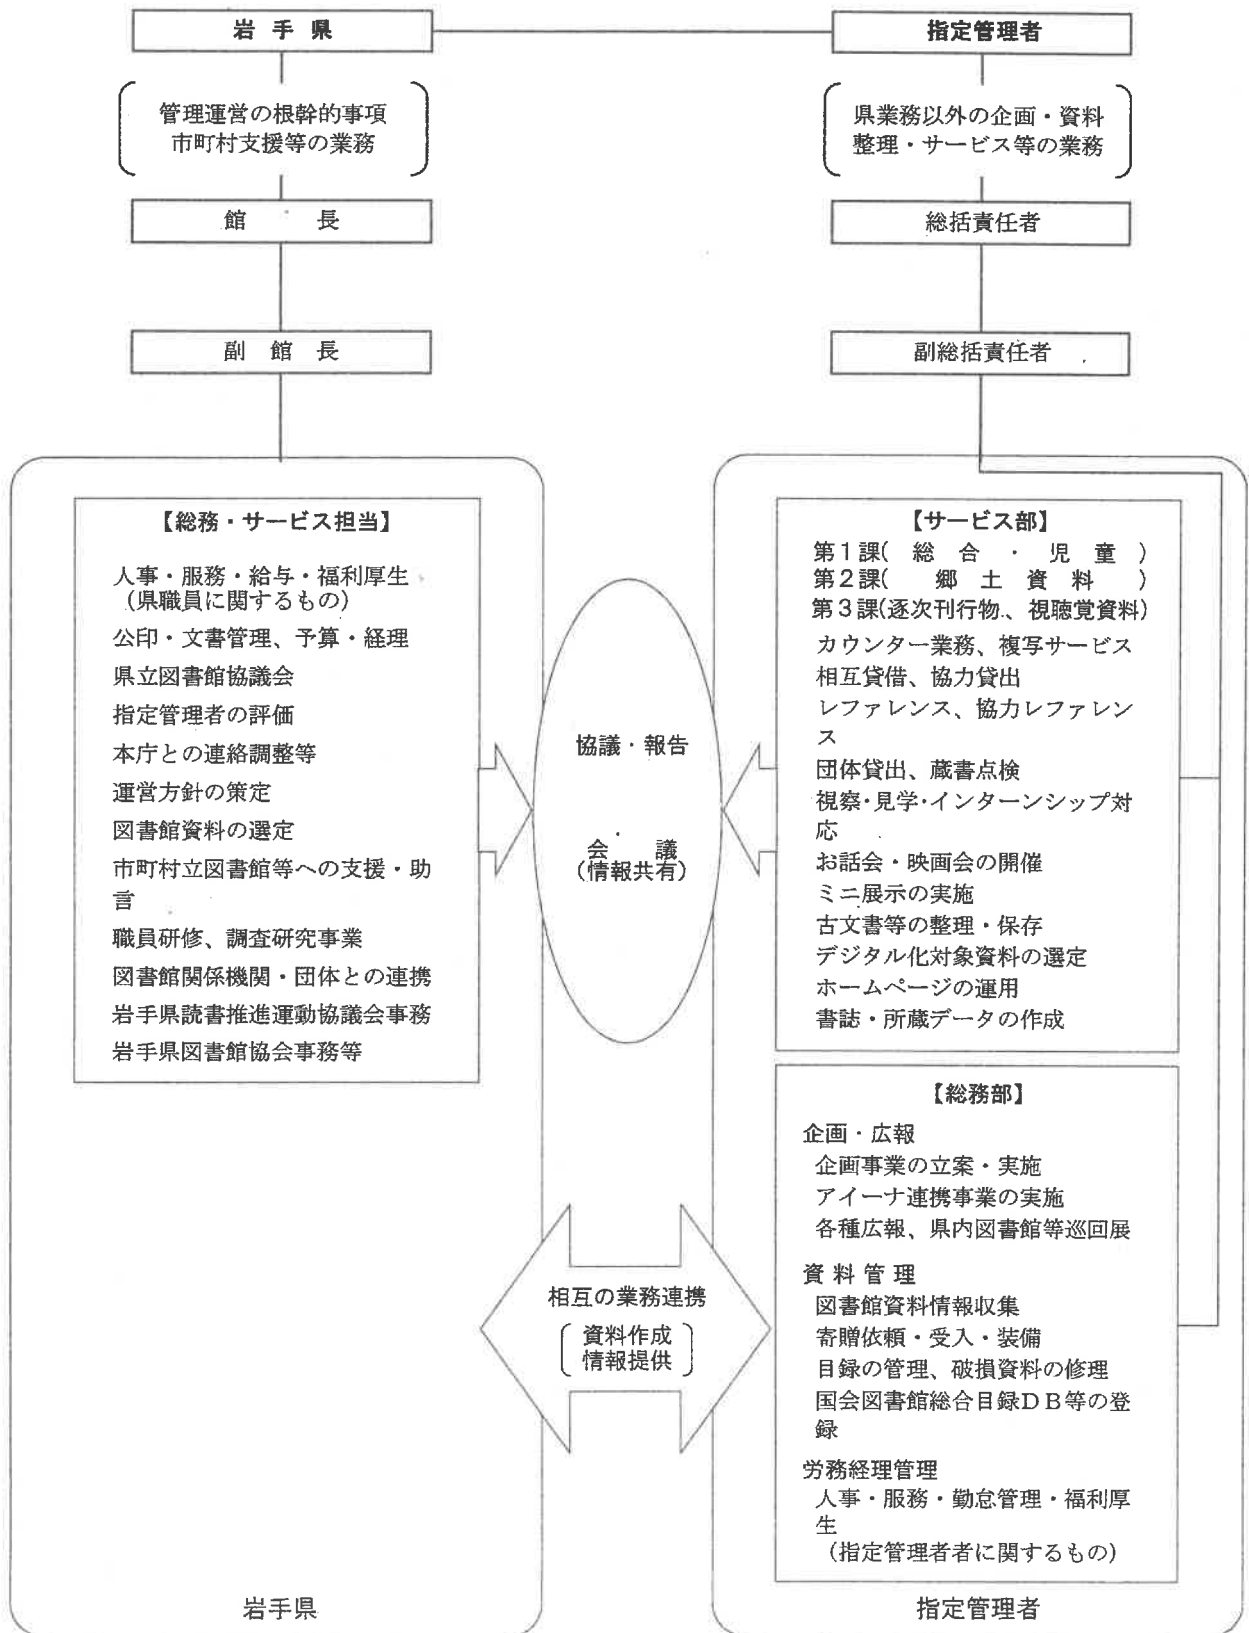 岩手県
指定管理者
管理運営の根幹的事項
市町村支援等の業務
県業務以外の企画・資料
整理・サービス等の業務
館長
総括責任者
副館長
副総括責任者
【総務・サービス担当】
人事・服務・給与・福利厚生
(県職員に関するもの)
公印・文書管理、予算・経理
県立図書館協議会
指定管理者の評価
本庁との連絡調整等
運営方針の策定
図書館資料の選定
市町村立図書館等への支援・助
言
職員研修、調査研究事業
図書館関係機関・団体との連携
岩手県読書推進運動協議会事務
岩手県図書館協会事務等
協議・報告
・
会議
(情報共有)
相互の業務連携
資料作成
情報提供
【サービス部】
第1課(総合・児童)
第2課(郷土資料)
第3課(逐次刊行物、視聴覚資料)
カウンター業務、複写サービス
相互貸借、協力貸出
レファレンス、協力レファレン
ス
団体貸出、蔵書点検
視察・見学・インターンシップ対
応
お話会・映画会の開催
ミニ展示の実施
古文書等の整理・保存
デジタル化対象資料の選定
ホームページの運用
書誌・所蔵データの作成
【総務部】
企画・広報
企画事業の立案・実施
アイーナ連携事業の実施
各種広報、県内図書館等巡回展
資料管理
図書館資料情報収集
寄贈依頼・受入・装備
目録の管理、破損資料の修理
国会図書館総合目録DB等の登
録
労務経理管理
人事・服務・勤怠管理・福利厚
生
(指定管理者者に関するもの)
岩手県
指定管理者